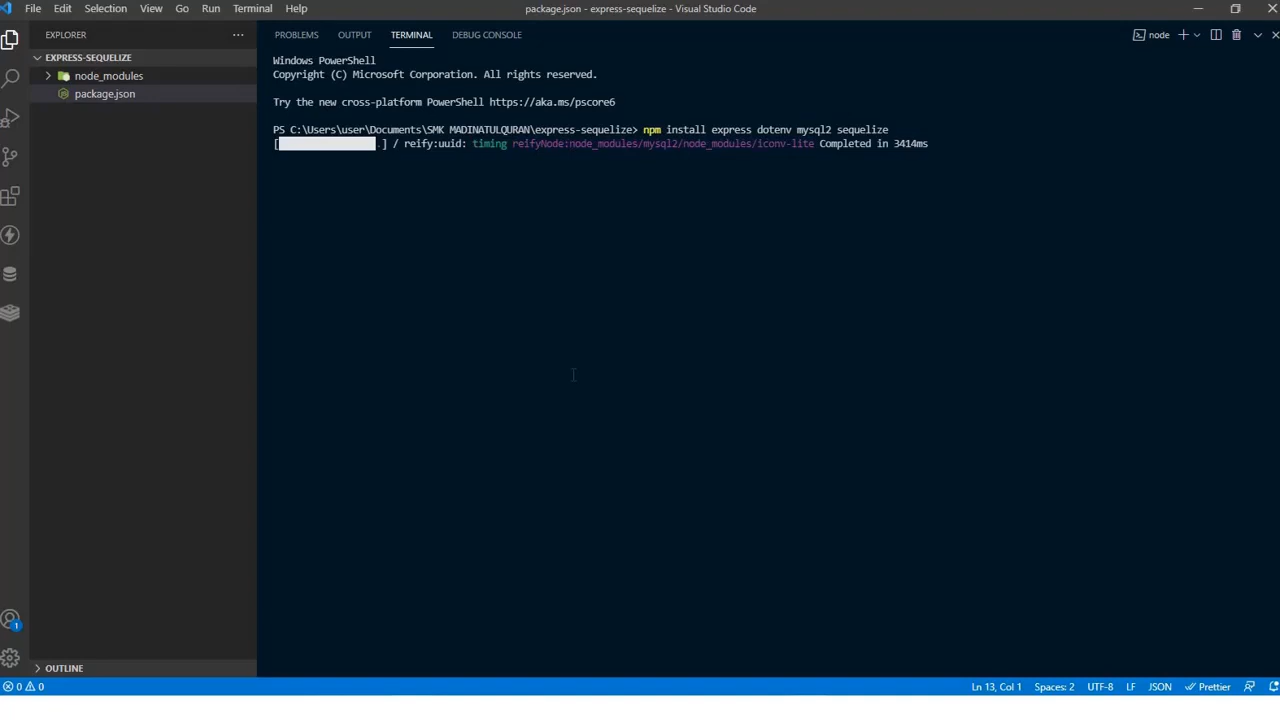 File Edit Selection View Go Run Terminal Help
package.json - express-sequelize - Visual Studio Code
EXPLORER
EXPRESS-SEQUELIZE
node_modules
package.json
OUTLINE
PROBLEMS OUTPUT TERMINAL DEBUG CONSOLE
node
Windows PowerShell
Copyright (C) Microsoft Corporation. All rights reserved.
Try the new cross-platform PowerShell https://aka.ms/pscore6
PS C:\Users\user\Documents\SMK MADINATULQURAN\express-sequelize> npm install express dotenv mysql2 sequelize
[ .] / reify:uuid: timing reifyNode:node_modules/mysql2/node_modules/iconv-lite Completed in 3414ms
1
0 0
Ln 13, Col 1 Spaces: 2 UTF-8 LF JSON Prettier